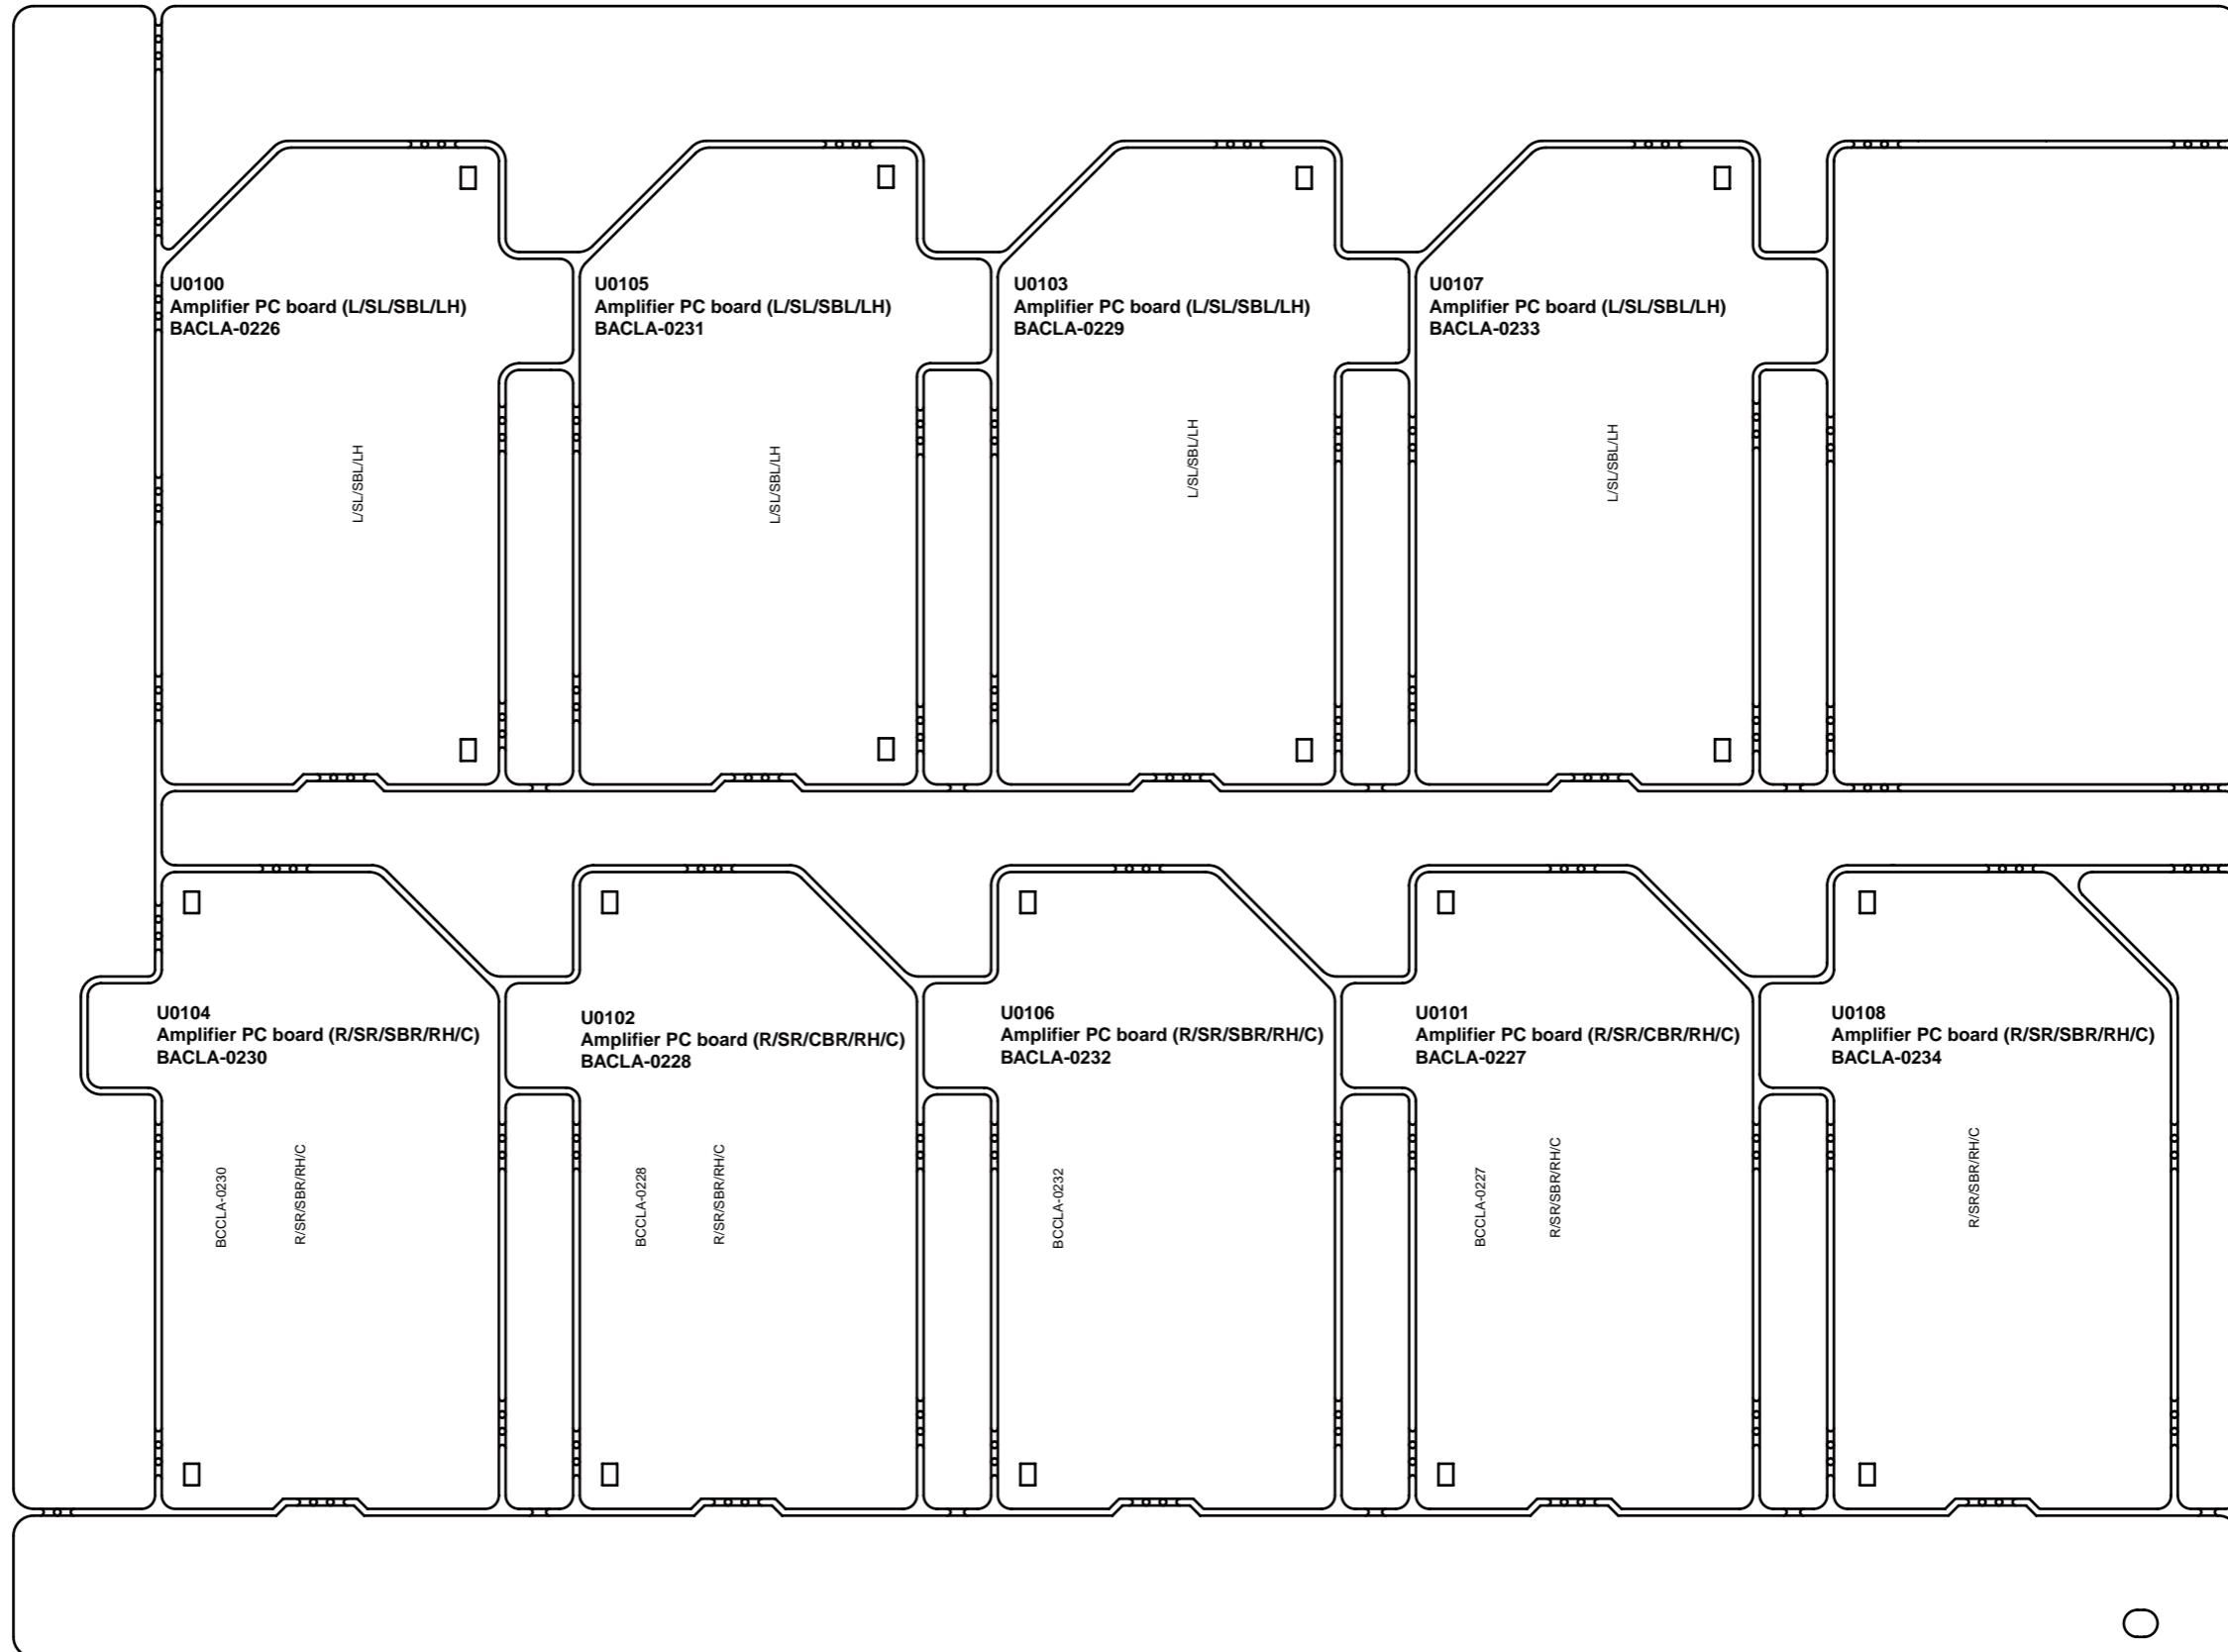 U0100
Amplifier PC board (L/SL/SBL/LH)
BACLA-0226
L/SL/SBL/LH
U0105
Amplifier PC board (L/SL/SBL/LH)
BACLA-0231
L/SL/SBL/LH
U0103
Amplifier PC board (L/SL/SBL/LH)
BACLA-0229
L/SL/SBL/LH
U0107
Amplifier PC board (L/SL/SBL/LH)
BACLA-0233
L/SL/SBL/LH
U0104
Amplifier PC board (R/SR/SBR/RH/C)
BACLA-0230
BCCLA-0230
R/SR/SBR/RH/C
U0102
Amplifier PC board (R/SR/CBR/RH/C)
BACLA-0228
BCCLA-0228
R/SR/SBR/RH/C
U0106
Amplifier PC board (R/SR/SBR/RH/C)
BACLA-0232
BCCLA-0232
U0101
Amplifier PC board (R/SR/CBR/RH/C)
BACLA-0227
BCCLA-0227
R/SR/SBR/RH/C
U0108
Amplifier PC board (R/SR/SBR/RH/C)
BACLA-0234
R/SR/SBR/RH/C